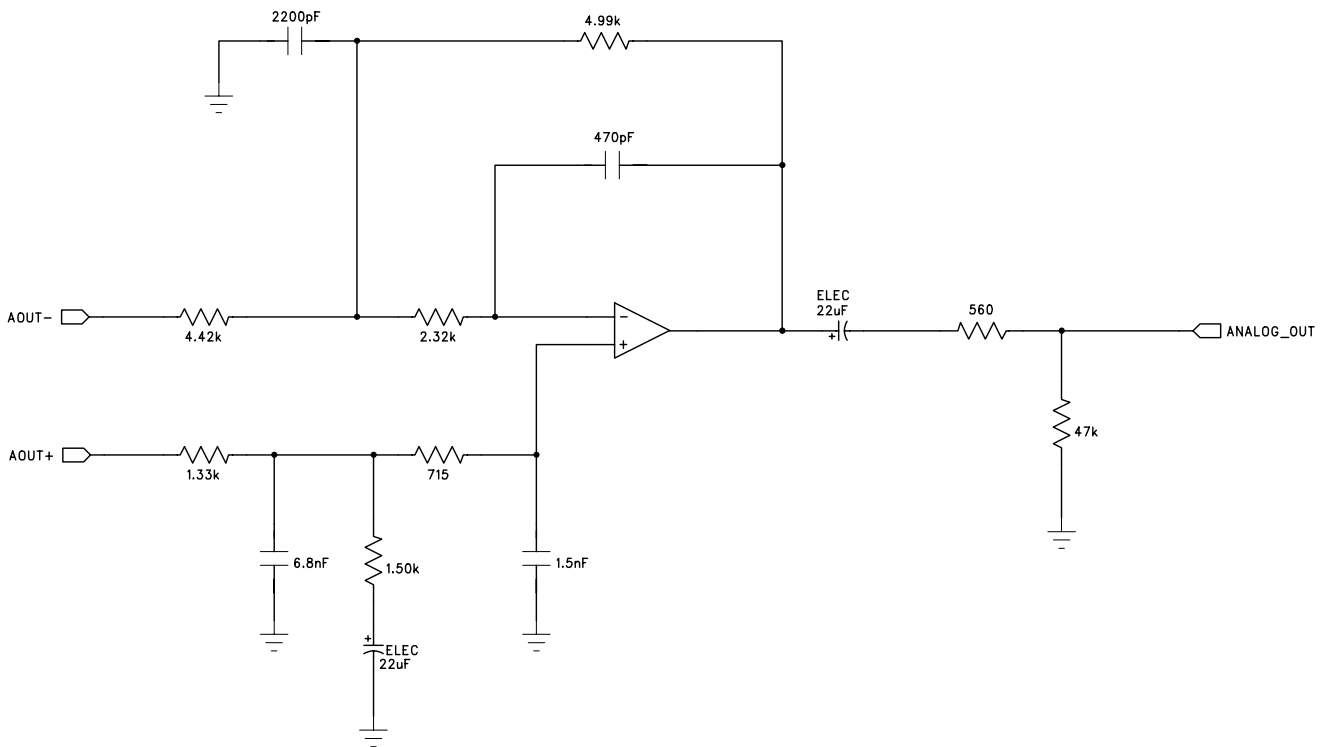 2200pF
4.99k
470pF
AOUT-
4.42k
2.32k
-
+
ELEC
22uF
+
560
ANALOG_OUT
47k
AOUT+
1.33k
715
6.8nF
1.50k
1.5nF
+
ELEC
22uF